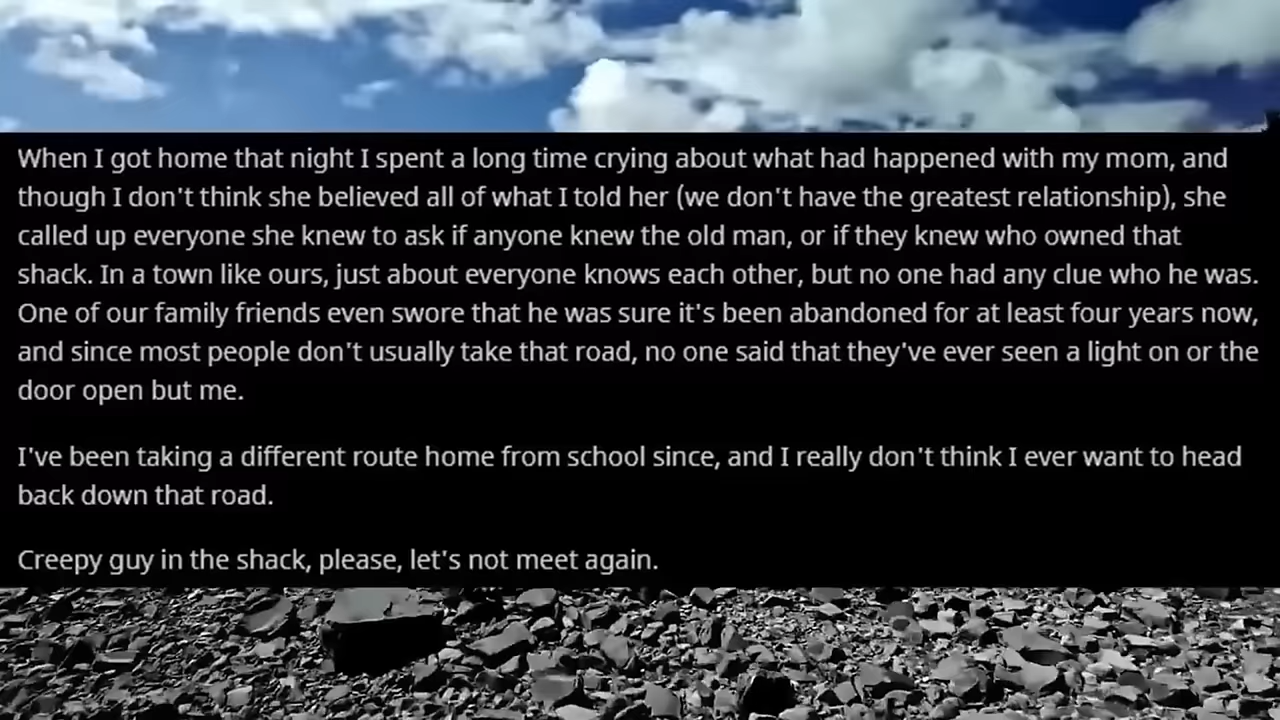 When I got home that night I spent a long time crying about what had happened with my mom, and
though I don't think she believed all of what I told her (we don't have the greatest relationship), she
called up everyone she knew to ask if anyone knew the old man, or if they knew who owned that
shack. In a town like ours, just about everyone knows each other, but no one had any clue who he was.
One of our family friends even swore that he was sure it's been abandoned for at least four years now,
and since most people don't usually take that road, no one said that they've ever seen a light on or the
door open but me.
I've been taking a different route home from school since, and I really don't think I ever want to head
back down that road.
Creepy guy in the shack, please, let's not meet again.